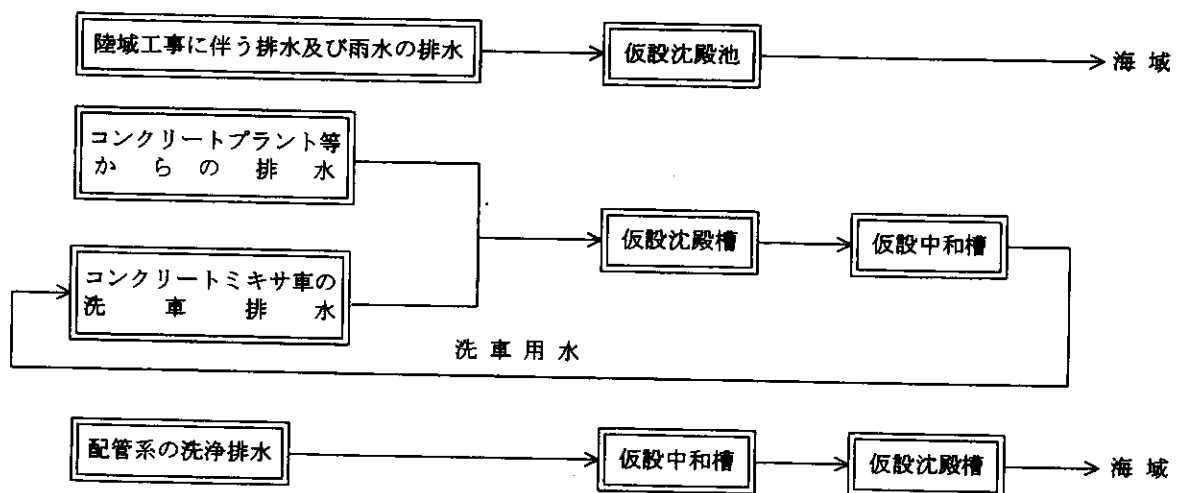 陸域工事に伴う排水及び雨水の排水
仮設沈殿池
海域
コンクリートプラント等
からの排水
仮設沈殿槽
仮設中和槽
コンクリートミキサ車の
洗車排水
洗車用水
配管系の洗浄排水
仮設中和槽
仮設沈殿槽
海域